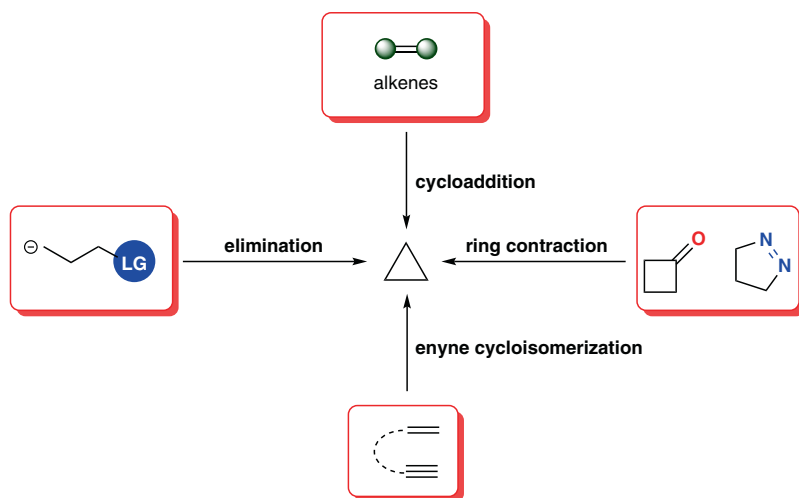 alkenes
cycloaddition
⊖
LG
elimination
ring contraction
O
N
N
enyne cycloisomerization